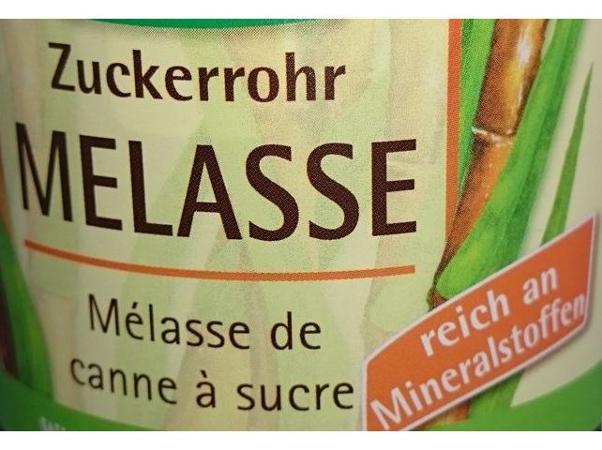 Zuckerrohr
MELASSE
Mélasse de
canne à sucre
reich an
Mineralstoffen